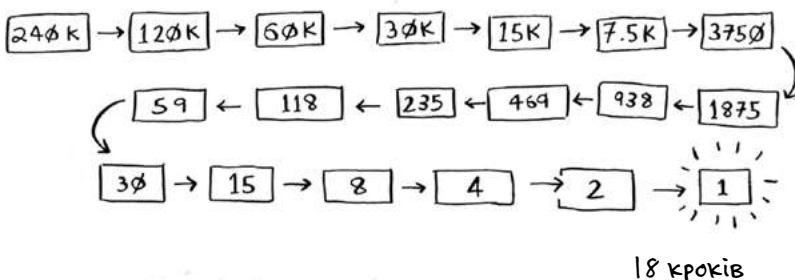 240K → 120K → 60K → 30K → 15K → 7.5K → 3750
59 ← 118 ← 235 ← 469 ← 938 ← 1875
30 → 15 → 8 → 4 → 2 → 1
18 кроків